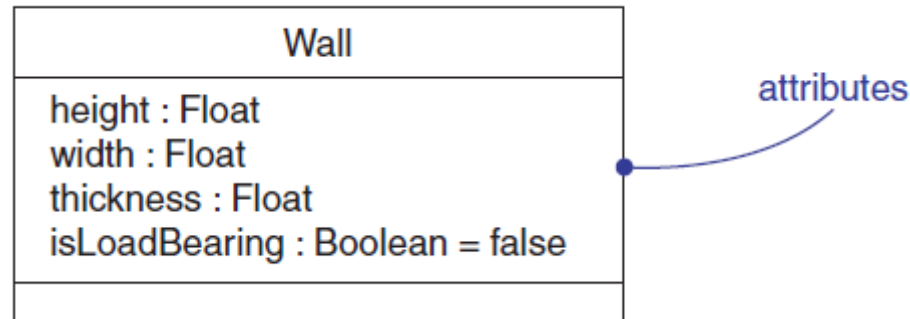 Wall
height : Float
width : Float
thickness : Float
isLoadBearing : Boolean = false
attributes